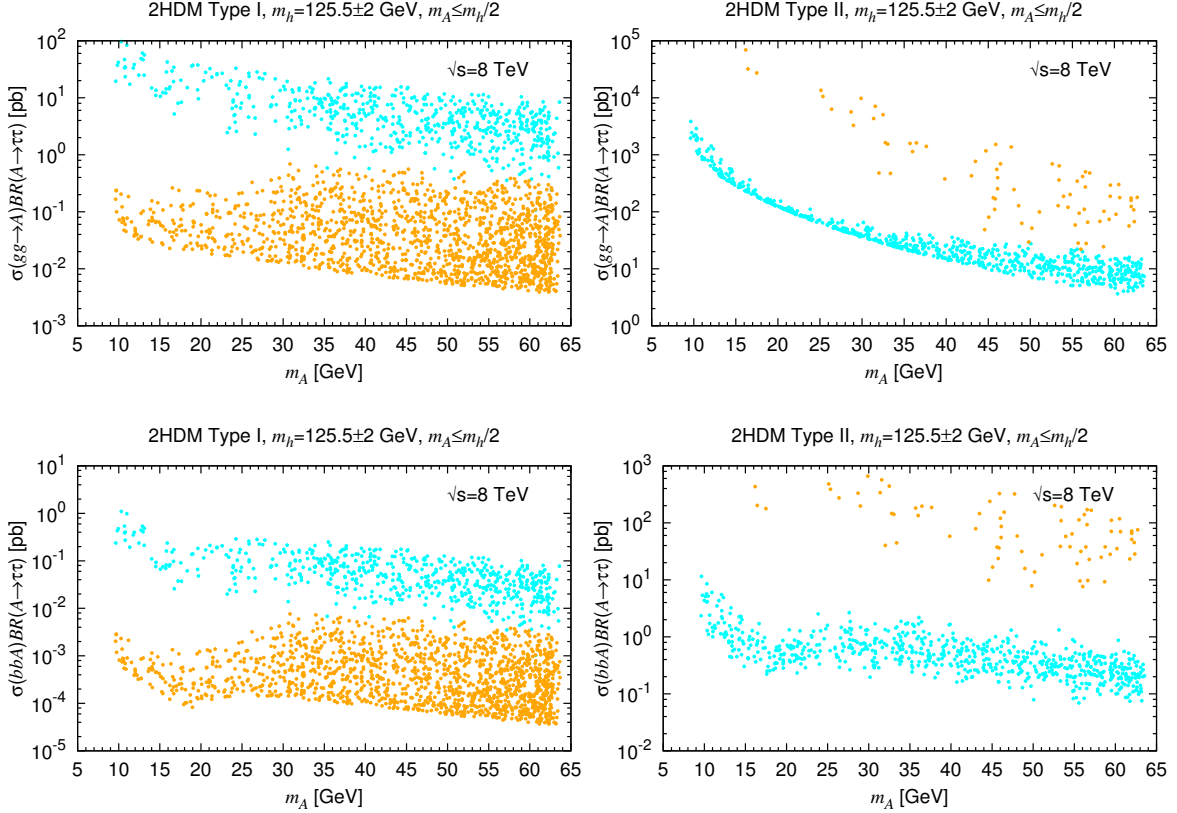 2HDM Type I, m_h=125.5±2 GeV, m_A≤m_h/2
√s=8 TeV
σ(gg→A)BR(A→ττ) [pb]
10^2
10^1
10^0
10^-1
10^-2
10^-3
5 10 15 20 25 30 35 40 45 50 55 60 65
m_A [GeV]
2HDM Type II, m_h=125.5±2 GeV, m_A≤m_h/2
√s=8 TeV
σ(gg→A)BR(A→ττ) [pb]
10^5
10^4
10^3
10^2
10^1
10^0
5 10 15 20 25 30 35 40 45 50 55 60 65
m_A [GeV]
2HDM Type I, m_h=125.5±2 GeV, m_A≤m_h/2
√s=8 TeV
σ(bbA)BR(A→ττ) [pb]
10^1
10^0
10^-1
10^-2
10^-3
10^-4
10^-5
5 10 15 20 25 30 35 40 45 50 55 60 65
m_A [GeV]
2HDM Type II, m_h=125.5±2 GeV, m_A≤m_h/2
√s=8 TeV
σ(bbA)BR(A→ττ) [pb]
10^3
10^2
10^1
10^0
10^-1
10^-2
5 10 15 20 25 30 35 40 45 50 55 60 65
m_A [GeV]